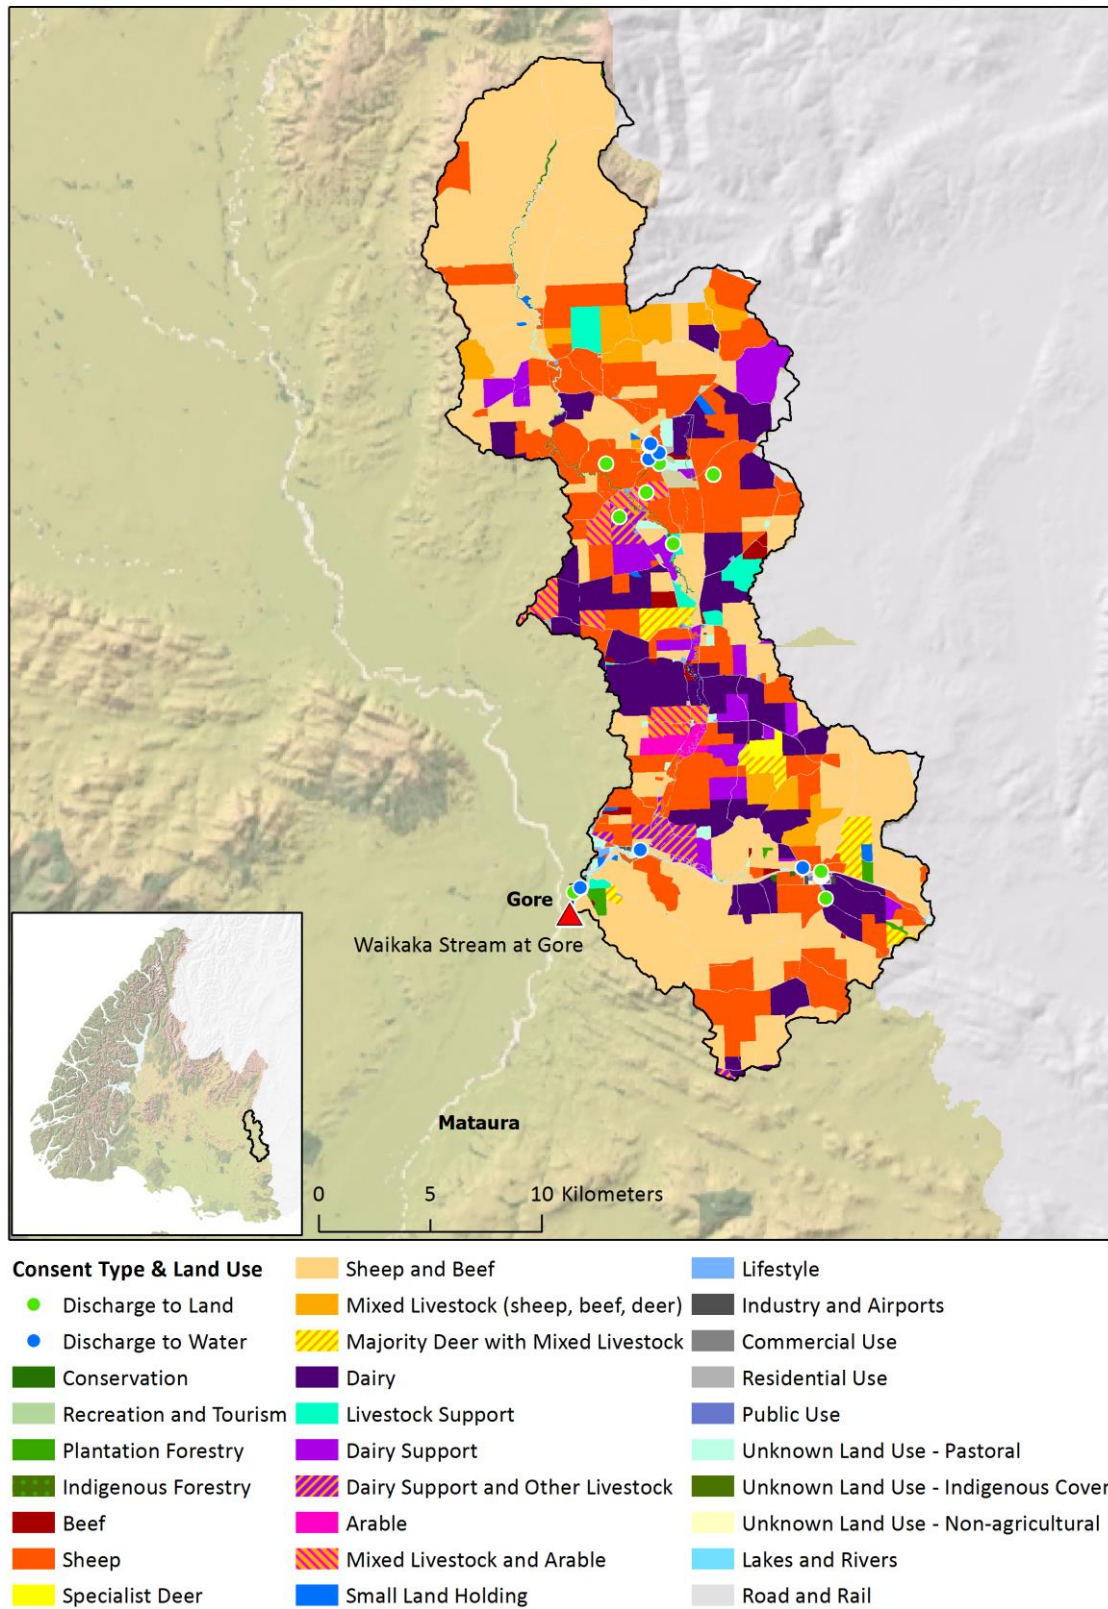 Gore
Waikaka Stream at Gore
Mataura
0 5 10 Kilometers
Consent Type & Land Use
Discharge to Land
Discharge to Water
Conservation
Recreation and Tourism
Plantation Forestry
Indigenous Forestry
Beef
Sheep
Specialist Deer
Sheep and Beef
Mixed Livestock (sheep, beef, deer)
Majority Deer with Mixed Livestock
Dairy
Livestock Support
Dairy Support
Dairy Support and Other Livestock
Arable
Mixed Livestock and Arable
Small Land Holding
Lifestyle
Industry and Airports
Commercial Use
Residential Use
Public Use
Unknown Land Use - Pastoral
Unknown Land Use - Indigenous Cover
Unknown Land Use - Non-agricultural
Lakes and Rivers
Road and Rail